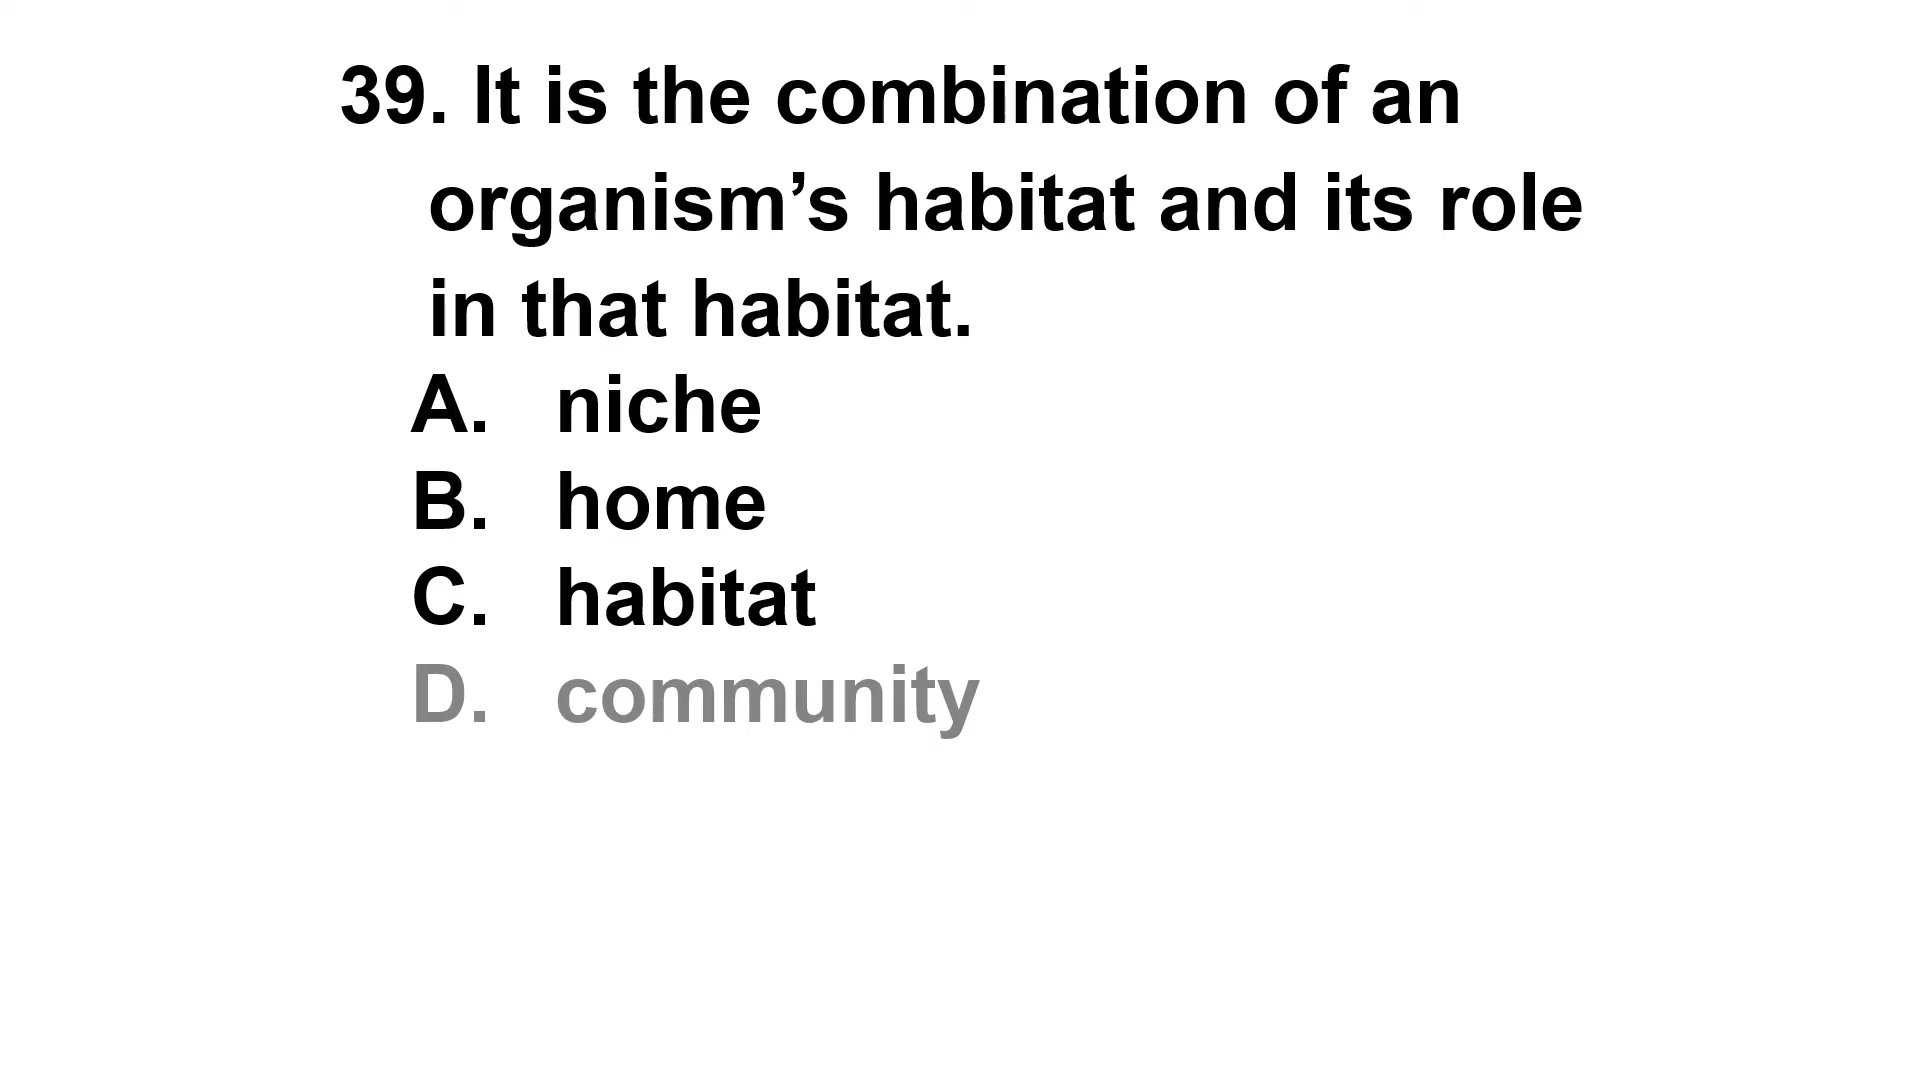 39. It is the combination of an
organism’s habitat and its role
in that habitat.
A. niche
B. home
C. habitat
D. community